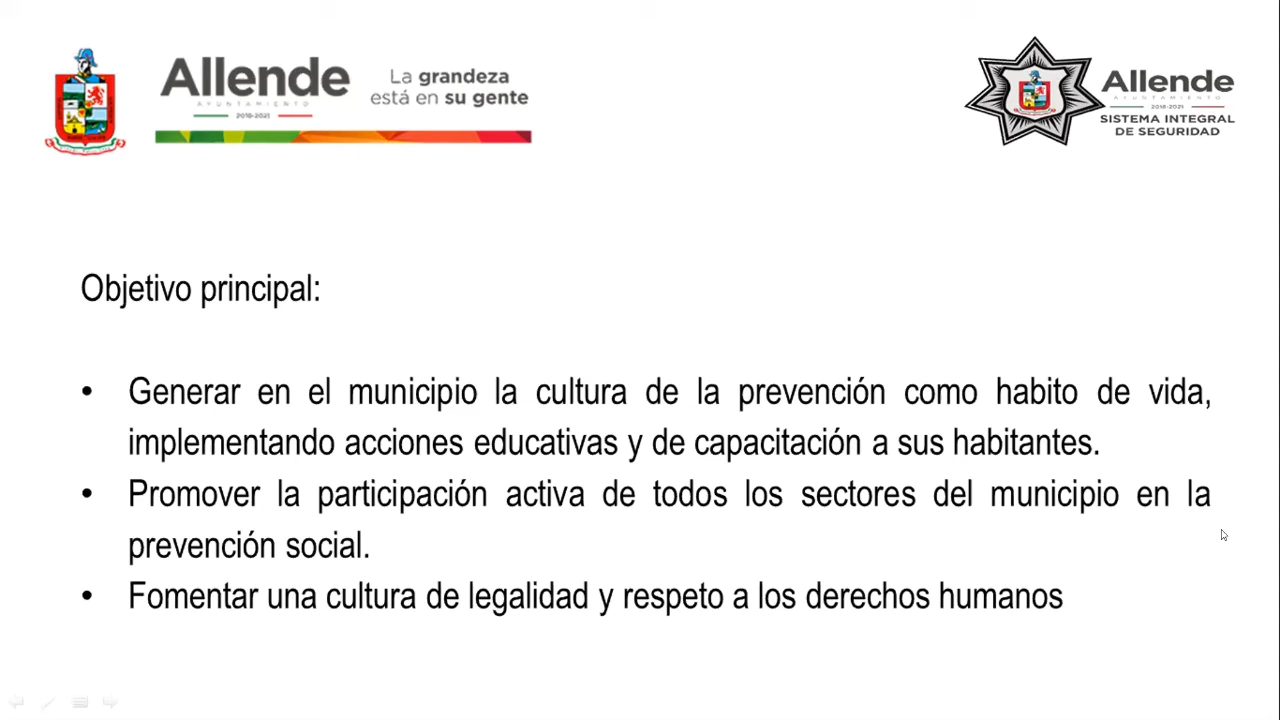 Allende
AYUNTAMIENTO
2018-2021
La grandeza
está en su gente
Allende
AYUNTAMIENTO
2018-2021
SISTEMA INTEGRAL
DE SEGURIDAD
Objetivo principal:
• Generar en el municipio la cultura de la prevención como habito de vida,
implementando acciones educativas y de capacitación a sus habitantes.
• Promover la participación activa de todos los sectores del municipio en la
prevención social.
• Fomentar una cultura de legalidad y respeto a los derechos humanos